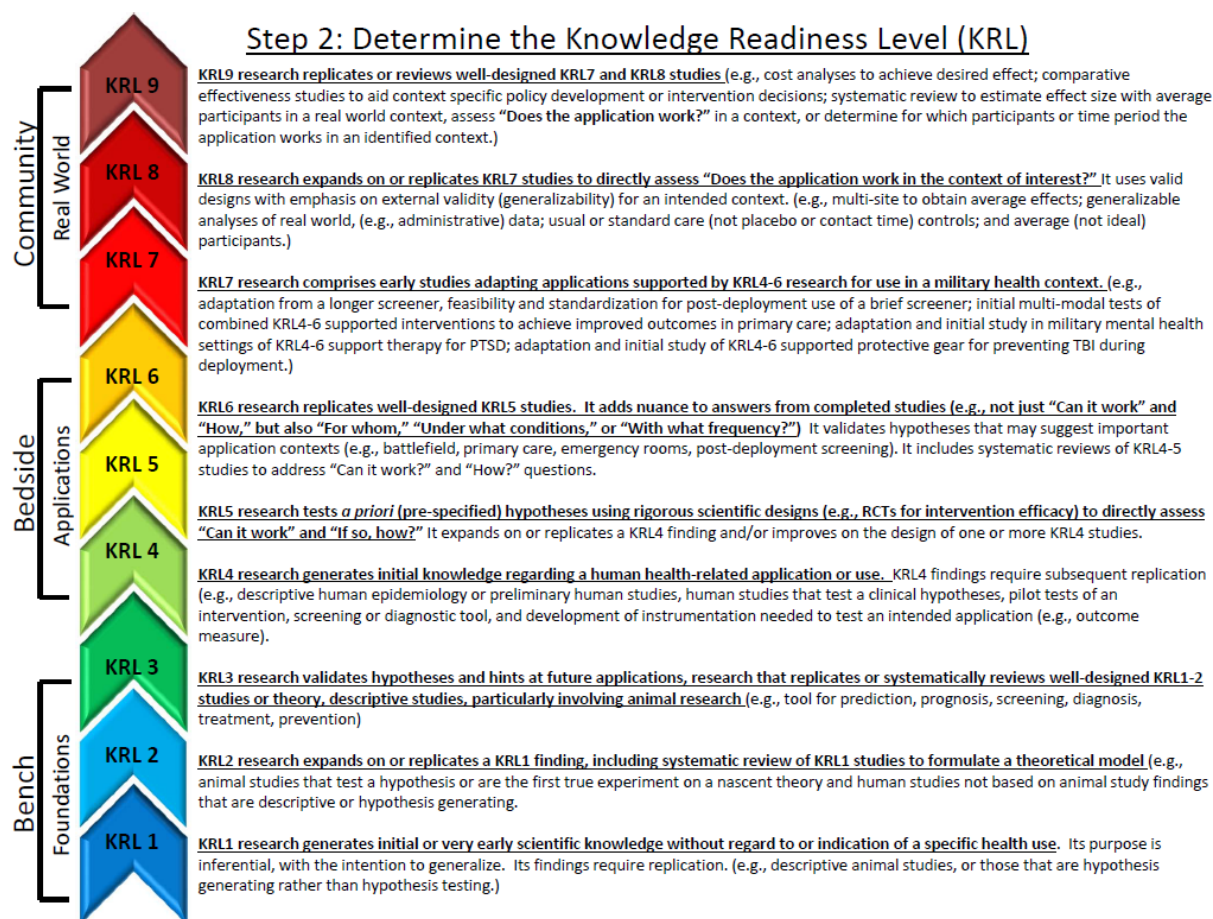 Step 2: Determine the Knowledge Readiness Level (KRL)
KRL 9
KRL9 research replicates or reviews well-designed KRL7 and KRL8 studies (e.g., cost analyses to achieve desired effect; comparative
effectiveness studies to aid context specific policy development or intervention decisions; systematic review to estimate effect size with average
participants in a real world context, assess “Does the application work?” in a context, or determine for which participants or time period the
application works in an identified context.)
Community
Real World
KRL 8
KRL8 research expands on or replicates KRL7 studies to directly assess “Does the application work in the context of interest?” It uses valid
designs with emphasis on external validity (generalizability) for an intended context. (e.g., multi-site to obtain average effects; generalizable
analyses of real world, (e.g., administrative) data; usual or standard care (not placebo or contact time) controls; and average (not ideal)
participants.)
KRL 7
KRL7 research comprises early studies adapting applications supported by KRL4-6 research for use in a military health context. (e.g.,
adaptation from a longer screener, feasibility and standardization for post-deployment use of a brief screener; initial multi-modal tests of
combined KRL4-6 supported interventions to achieve improved outcomes in primary care; adaptation and initial study in military mental health
settings of KRL4-6 support therapy for PTSD; adaptation and initial study of KRL4-6 supported protective gear for preventing TBI during
deployment.)
KRL 6
KRL6 research replicates well-designed KRL5 studies. It adds nuance to answers from completed studies (e.g., not just “Can it work” and
“How,” but also “For whom,” “Under what conditions,” or “With what frequency?”) It validates hypotheses that may suggest important
application contexts (e.g., battlefield, primary care, emergency rooms, post-deployment screening). It includes systematic reviews of KRL4-5
studies to address “Can it work?” and “How?” questions.
Bedside
Applications
KRL 5
KRL5 research tests a priori (pre-specified) hypotheses using rigorous scientific designs (e.g., RCTs for intervention efficacy) to directly assess
“Can it work” and “If so, how?” It expands on or replicates a KRL4 finding and/or improves on the design of one or more KRL4 studies.
KRL 4
KRL4 research generates initial knowledge regarding a human health-related application or use. KRL4 findings require subsequent replication
(e.g., descriptive human epidemiology or preliminary human studies, human studies that test a clinical hypotheses, pilot tests of an
intervention, screening or diagnostic tool, and development of instrumentation needed to test an intended application (e.g., outcome
measure).
KRL 3
KRL3 research validates hypotheses and hints at future applications, research that replicates or systematically reviews well-designed KRL1-2
studies or theory, descriptive studies, particularly involving animal research (e.g., tool for prediction, prognosis, screening, diagnosis,
treatment, prevention)
Bench
Foundations
KRL 2
KRL2 research expands on or replicates a KRL1 finding, including systematic review of KRL1 studies to formulate a theoretical model (e.g.,
animal studies that test a hypothesis or are the first true experiment on a nascent theory and human studies not based on animal study findings
that are descriptive or hypothesis generating.
KRL 1
KRL1 research generates initial or very early scientific knowledge without regard to or indication of a specific health use. Its purpose is
inferential, with the intention to generalize. Its findings require replication. (e.g., descriptive animal studies, or those that are hypothesis
generating rather than hypothesis testing.)